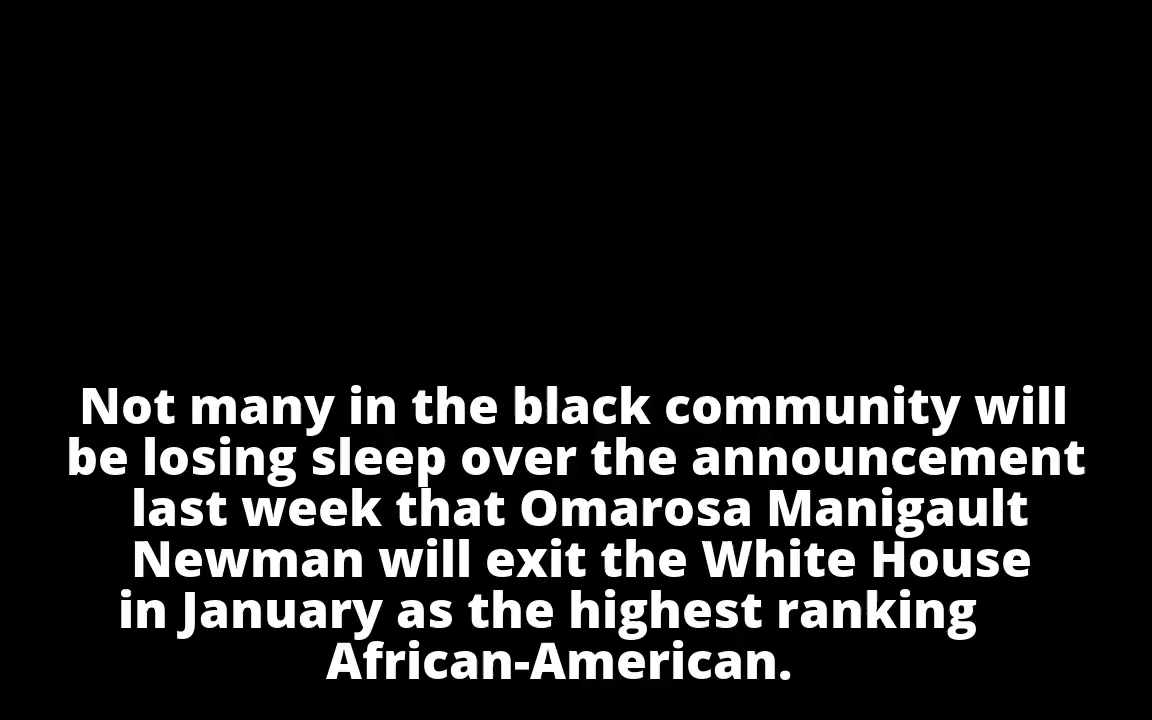 Not many in the black community will
be losing sleep over the announcement
last week that Omarosa Manigault
Newman will exit the White House
in January as the highest ranking
African-American.